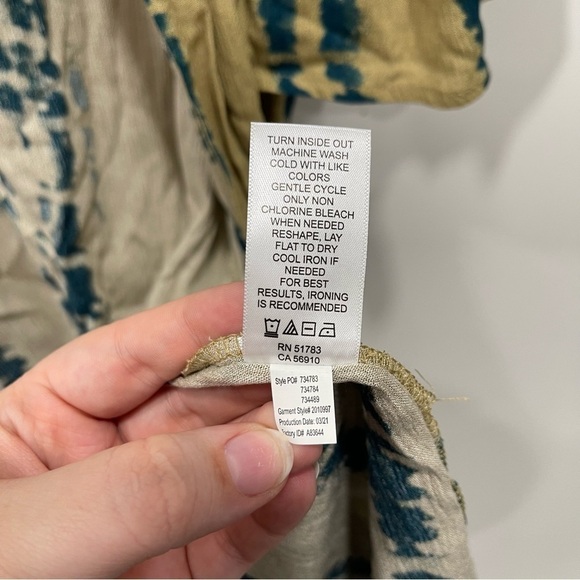 TURN INSIDE OUT
MACHINE WASH
COLD WITH LIKE
COLORS
GENTLE CYCLE
ONLY NON
CHLORINE BLEACH
WHEN NEEDED
RESHAPE, LAY
FLAT TO DRY
COOL IRON IF
NEEDED
FOR BEST
RESULTS, IRONING
IS RECOMMENDED
RN 51783
CA 56910
Style PO# 734783
734784
734489
Garment Style# 2010997
Production Date: 03/21
Factory ID# A83644